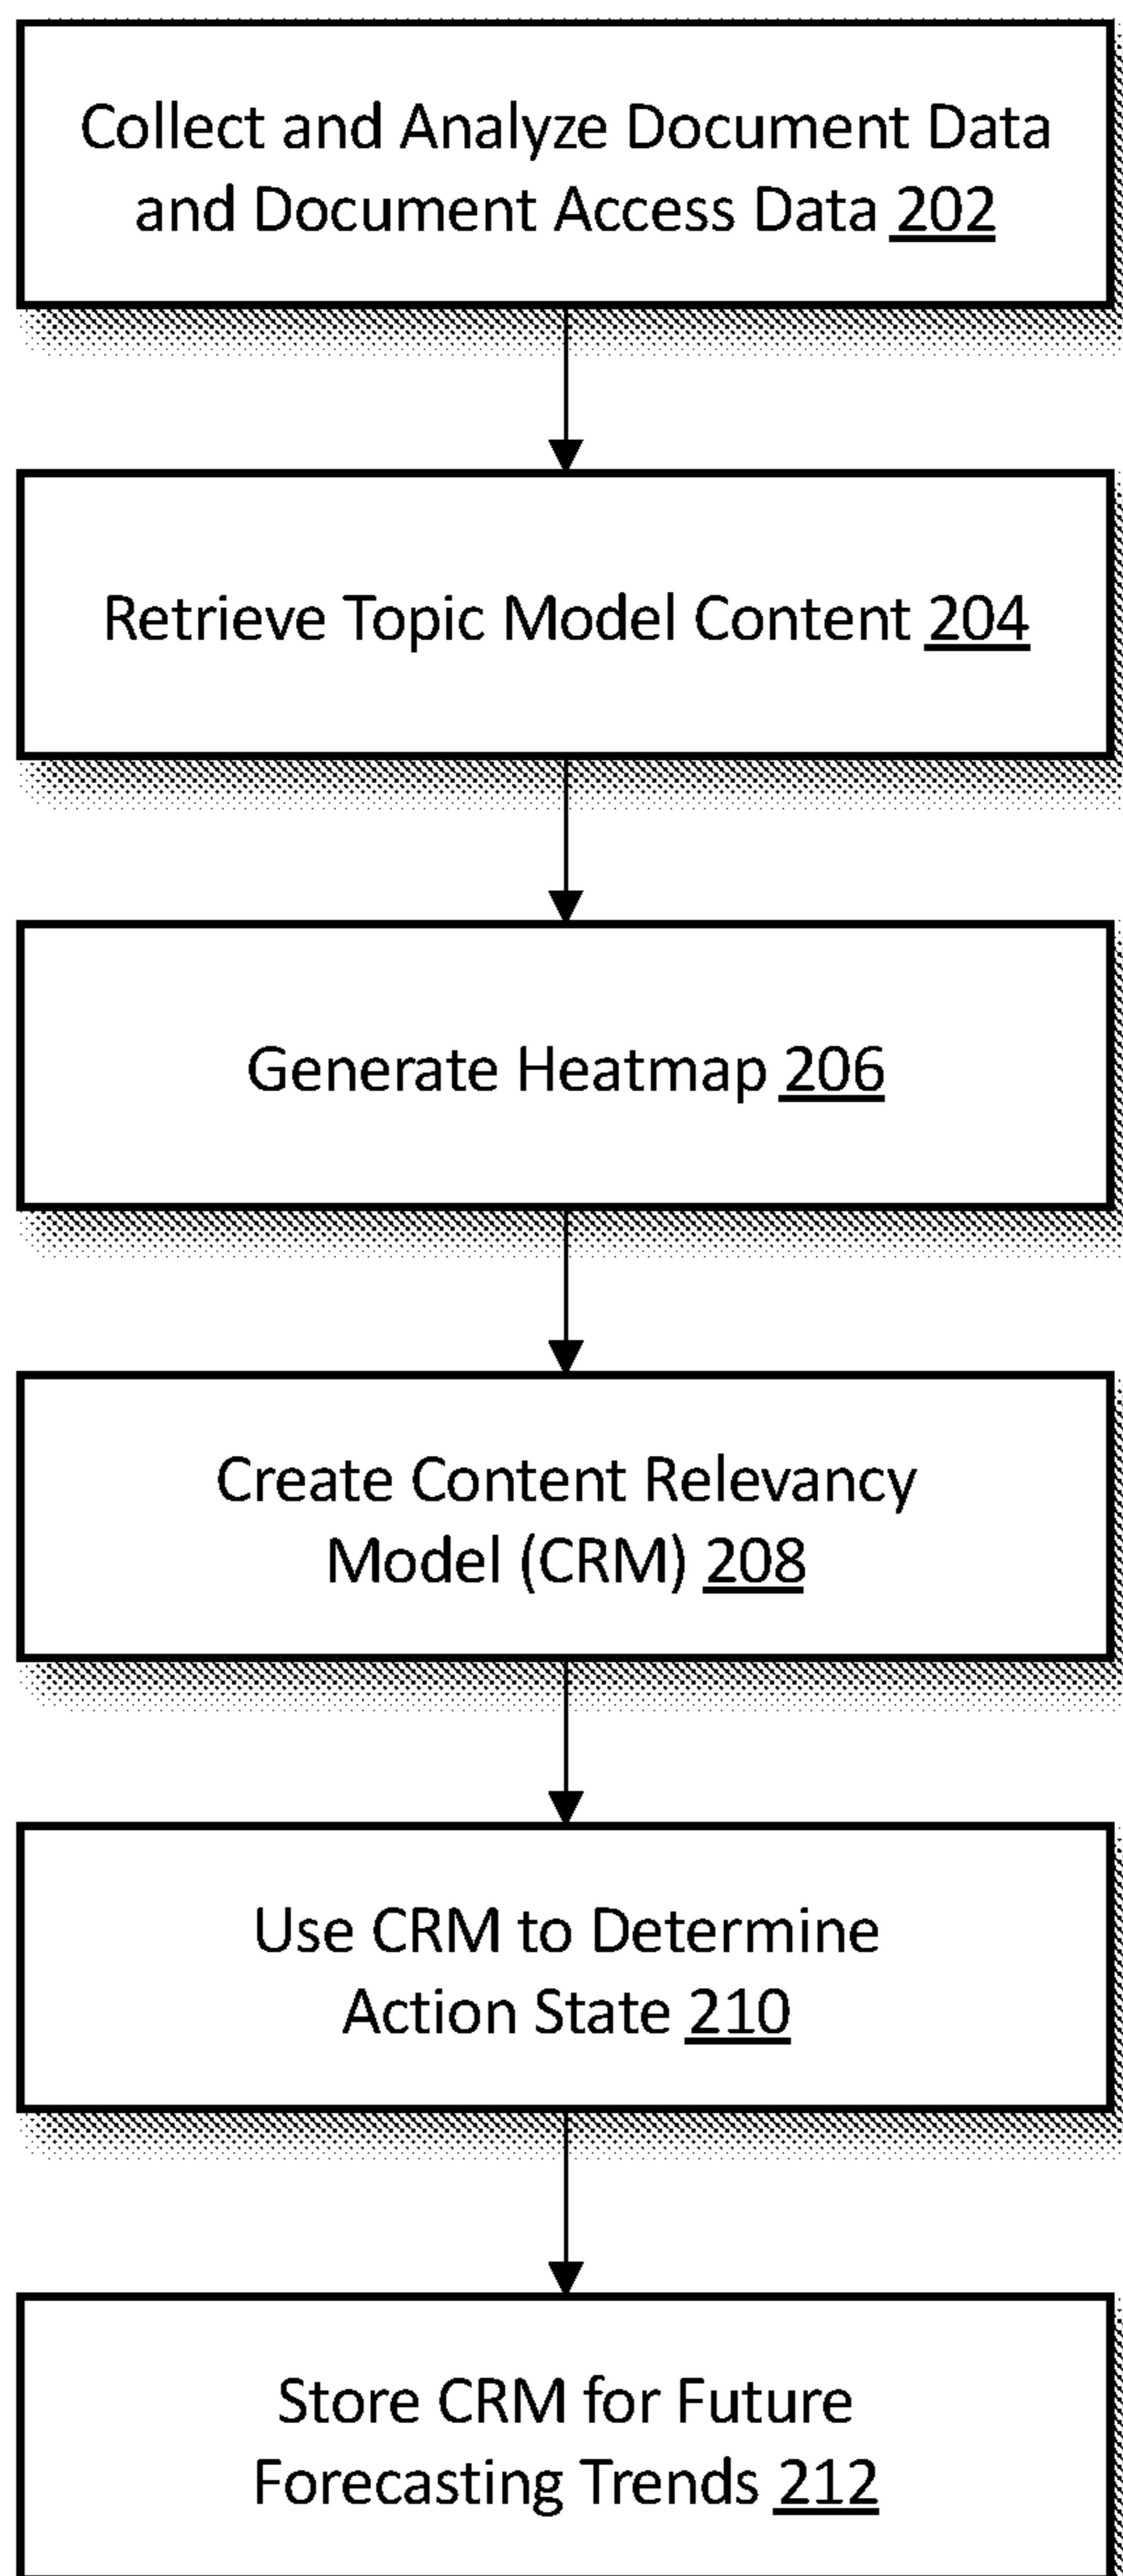 Collect and Analyze Document Data
and Document Access Data 202
Retrieve Topic Model Content 204
Generate Heatmap 206
Create Content Relevancy
Model (CRM) 208
Use CRM to Determine
Action State 210
Store CRM for Future
Forecasting Trends 212